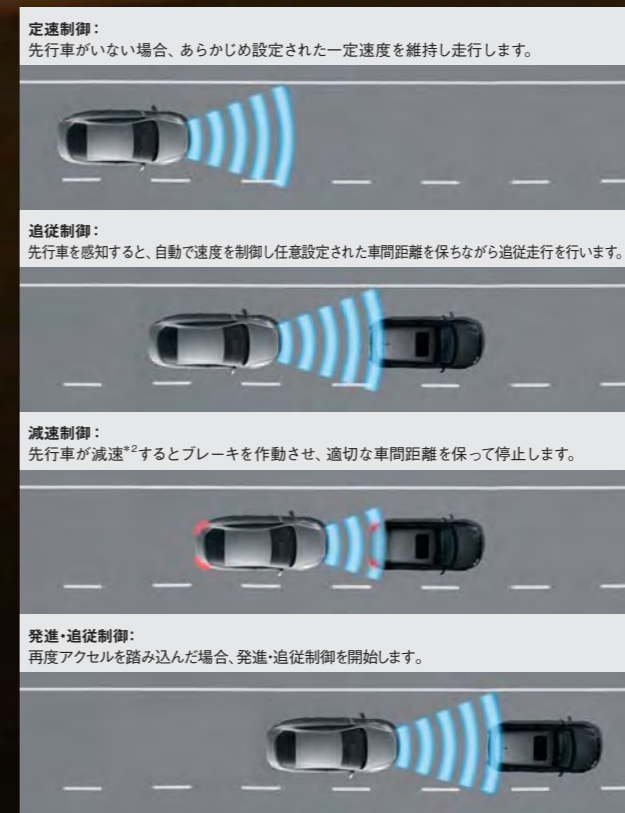 定速制御：
先行車がいない場合、あらかじめ設定された一定速度を維持し走行します。
追従制御：
先行車を感知すると、自動で速度を制御し任意設定された車間距離を保ちながら追従走行を行います。
減速制御：
先行車が減速*2するとブレーキを作動させ、適切な車間距離を保って停止します。
発進・追従制御：
再度アクセルを踏み込んだ場合、発進・追従制御を開始します。